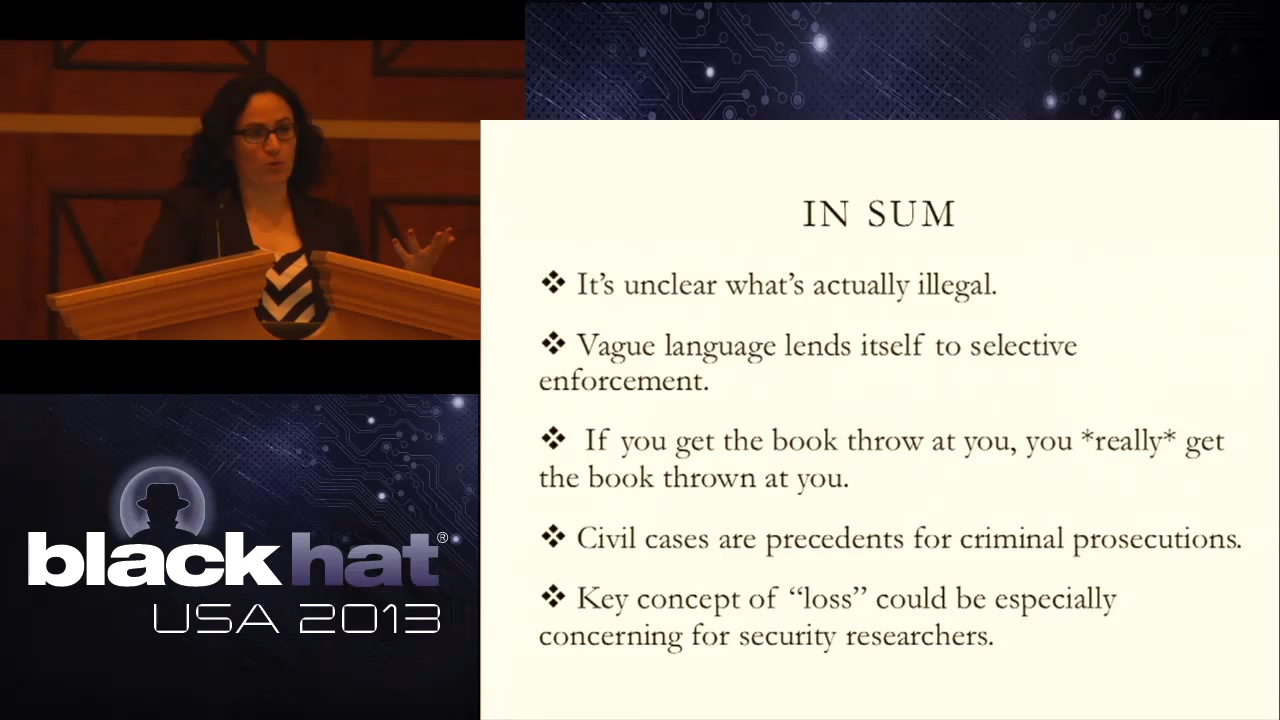 IN SUM
❖ It's unclear what's actually illegal.
❖ Vague language lends itself to selective
enforcement.
❖ If you get the book throw at you, you *really* get
the book thrown at you.
❖ Civil cases are precedents for criminal prosecutions.
❖ Key concept of “loss” could be especially
concerning for security researchers.
blackhat®
USA 2013